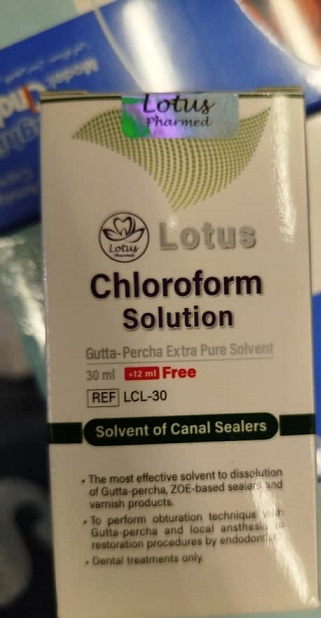 Lotus
Pharmed
Lotus
Pharmed
Lotus
Chloroform
Solution
Gutta-Percha Extra Pure Solvent
30 ml +12 ml Free
REF LCL-30
Solvent of Canal Sealers
• The most effective solvent to dissolution
of Gutta-percha, ZOE-based sealers and
varnish products.
• To perform obturation technique with
Gutta-percha and local ansthesic in
restoration procedures by
• Dental treatments only.